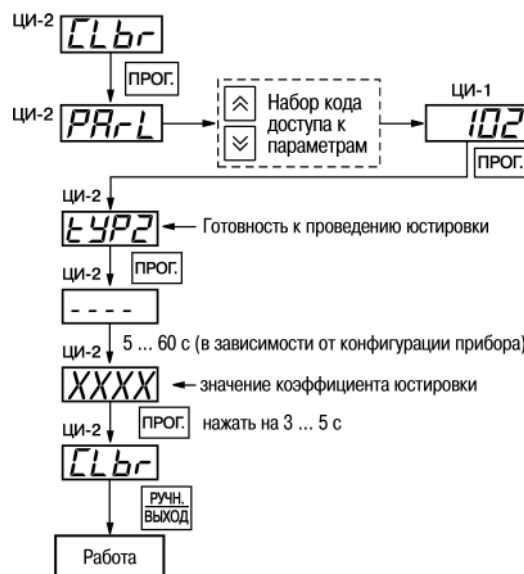 ЦИ-2
CLbr
ПРОГ.
ЦИ-2
PArL
Набор кода
доступа к
параметрам
ЦИ-1
102
ПРОГ.
ЦИ-2
tYP2
Готовность к проведению юстировки
ЦИ-2
ПРОГ.
----
5 ... 60 с (в зависимости от конфигурации прибора)
ЦИ-2
XXXX
значение коэффициента юстировки
ЦИ-2
ПРОГ.
нажать на 3 ... 5 с
CLbr
РУЧН.
ВЫХОД
Работа